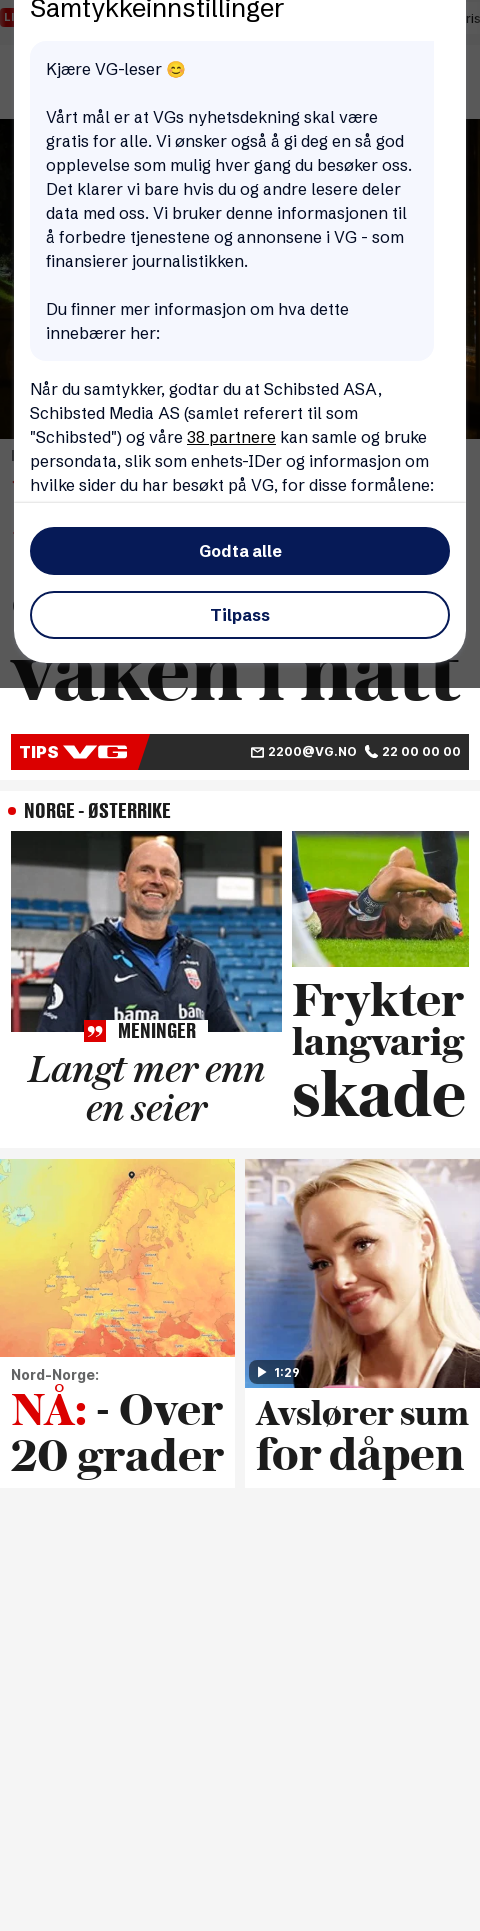 Samtykkeinnstillinger
Kjære VG-leser 😊
Vårt mål er at VGs nyhetsdekning skal være
gratis for alle. Vi ønsker også å gi deg en så god
opplevelse som mulig hver gang du besøker oss.
Det klarer vi bare hvis du og andre lesere deler
data med oss. Vi bruker denne informasjonen til
å forbedre tjenestene og annonsene i VG - som
finansierer journalistikken.
Du finner mer informasjon om hva dette
innebærer her:
Når du samtykker, godtar du at Schibsted ASA,
Schibsted Media AS (samlet referert til som
"Schibsted") og våre 38 partnere kan samle og bruke
persondata, slik som enhets-IDer og informasjon om
hvilke sider du har besøkt på VG, for disse formålene:
Godta alle
Tilpass
våken i natt
TIPS VG 2200@VG.NO 22 00 00 00
NORGE - ØSTERRIKE
bama
MENINGER
Langt mer enn
en seier
Frykter
langvarig
skade
Nord-Norge:
NÅ: - Over
20 grader
1:29
Avslører sum
for dåpen